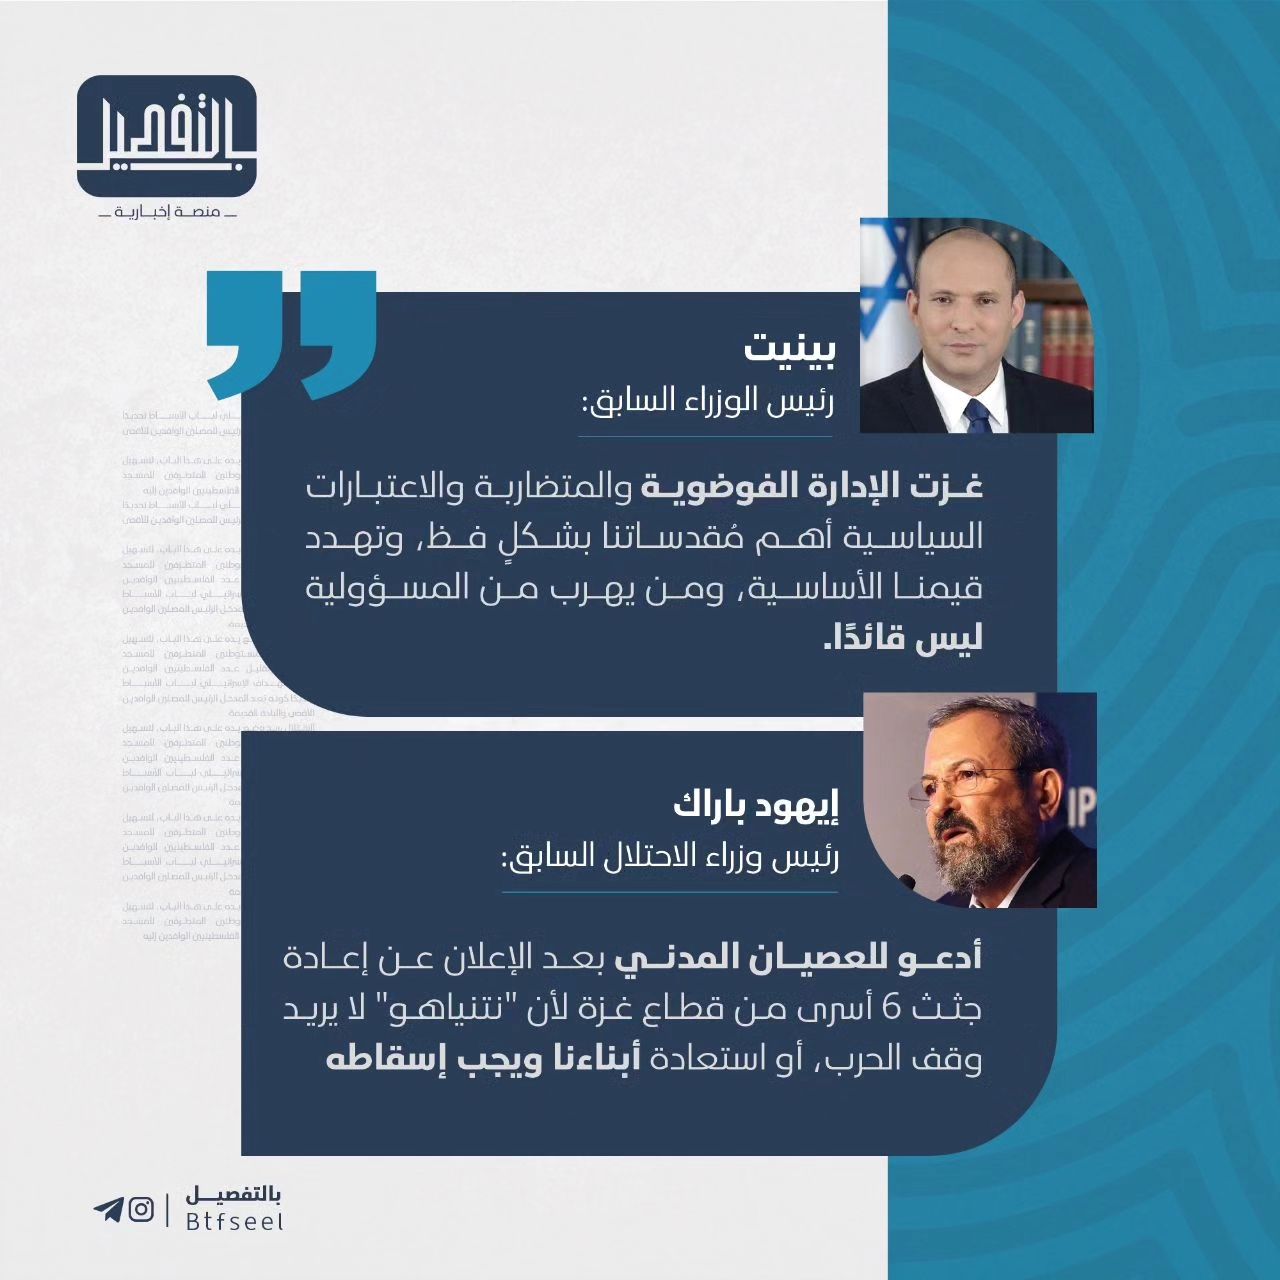 بالتفصيل
منصة إخبارية
بينيت
رئيس الوزراء السابق:
غزت الإدارة الفوضوية والمتضاربة والاعتبارات
السياسية أهم مُقدساتنا بشكلٍ فظ، وتهدد
قيمنا الأساسية، ومن يهرب من المسؤولية
ليس قائدًا.
إيهود باراك
رئيس وزراء الاحتلال السابق:
أدعو للعصيان المدني بعد الإعلان عن إعادة
جثث 6 أسرى من قطاع غزة لأن "نتنياهو" لا يريد
وقف الحرب، أو استعادة أبناءنا ويجب إسقاطه
بالتفصيل
Btfseel